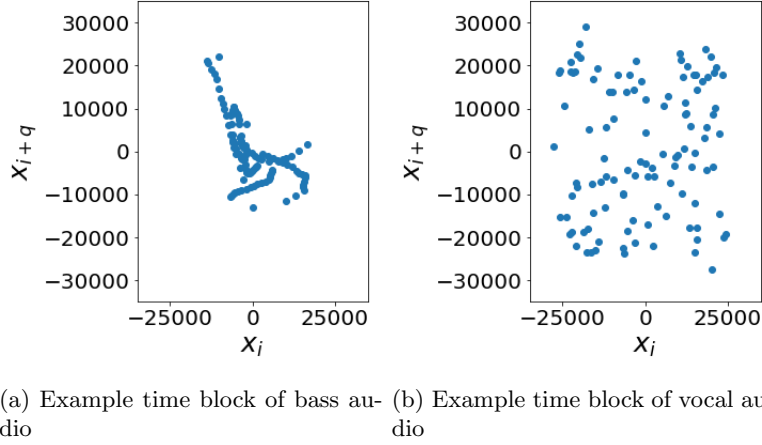 30000
20000
10000
0
−10000
−20000
−30000
x_{i+q}
−25000 0 25000
x_i
30000
20000
10000
0
−10000
−20000
−30000
x_{i+q}
−25000 0 25000
x_i
(a) Example time block of bass au-
dio
(b) Example time block of vocal au
dio